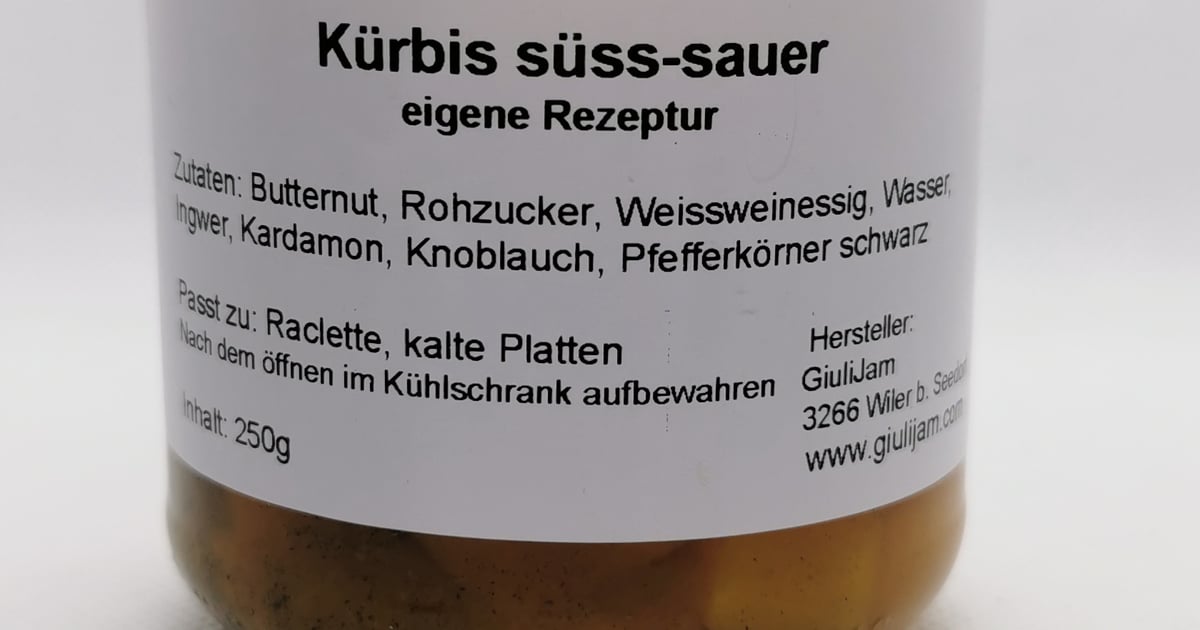 Kürbis süss-sauer
eigene Rezeptur
Zutaten: Butternut, Rohzucker, Weissweinessig, Wasser,
Ingwer, Kardamon, Knoblauch, Pfefferkörner schwarz
Passt zu: Raclette, kalte Platten
Nach dem öffnen im Kühlschrank aufbewahren
Inhalt: 250g
Hersteller:
GiuliJam
3266 Wiler b. Seedorf
www.giulijam.com